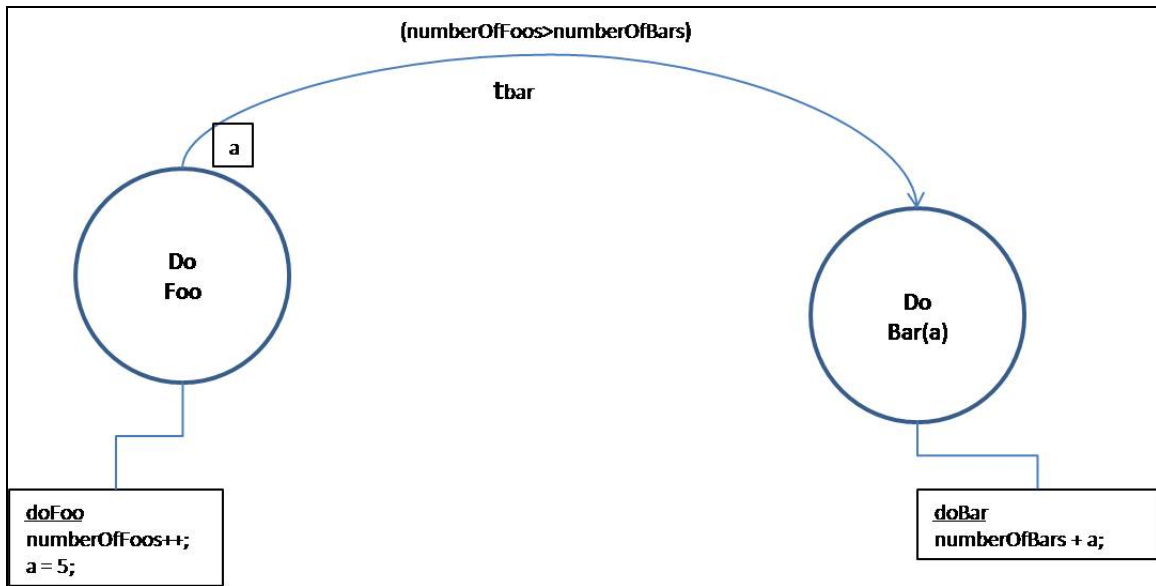 (numberOfFoos>numberOfBars)
tbar
a
Do
Foo
Do
Bar(a)
doFoo
numberOfFoos++;
a = 5;
doBar
numberOfBars + a;